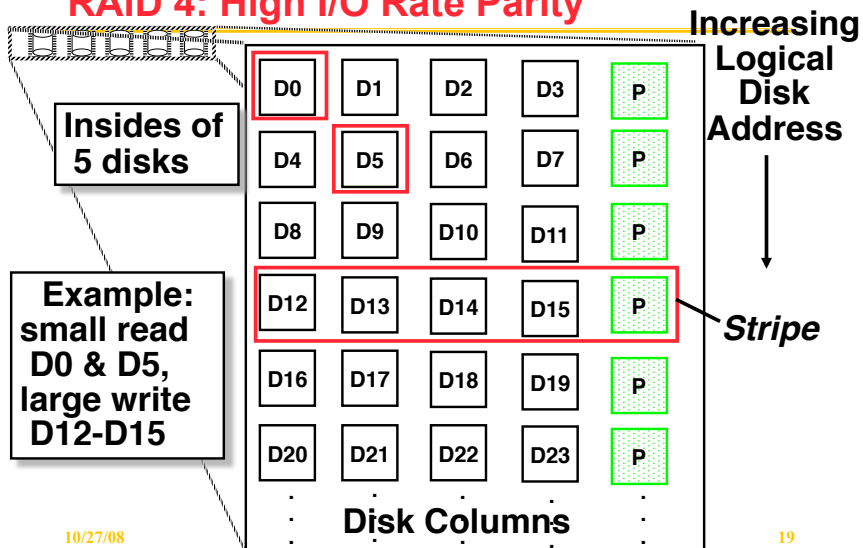 RAID 4: High I/O Rate Parity
Increasing
Logical
Disk
Address
Insides of
5 disks
D0 D1 D2 D3 P
D4 D5 D6 D7 P
D8 D9 D10 D11 P
D12 D13 D14 D15 P
Stripe
D16 D17 D18 D19 P
D20 D21 D22 D23 P
Example:
small read
D0 & D5,
large write
D12-D15
Disk Columns
10/27/08
19